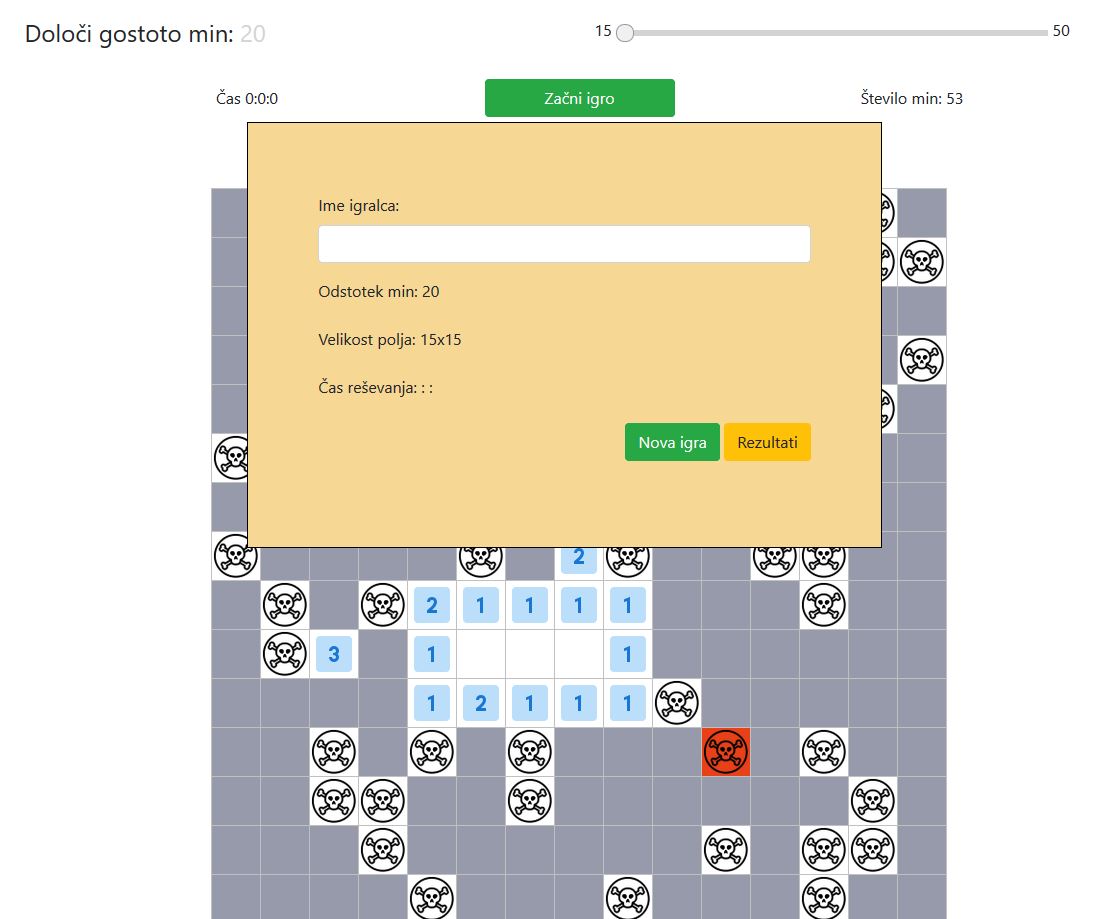 Določi gostoto min: 20
15 50
Čas 0:0:0 Začni igro Število min: 53
Ime igralca:
Odstotek min: 20
Velikost polja: 15x15
Čas reševanja: : :
Nova igra Rezultati
2
2 1 1 1 1
3 1 1
1 2 1 1 1